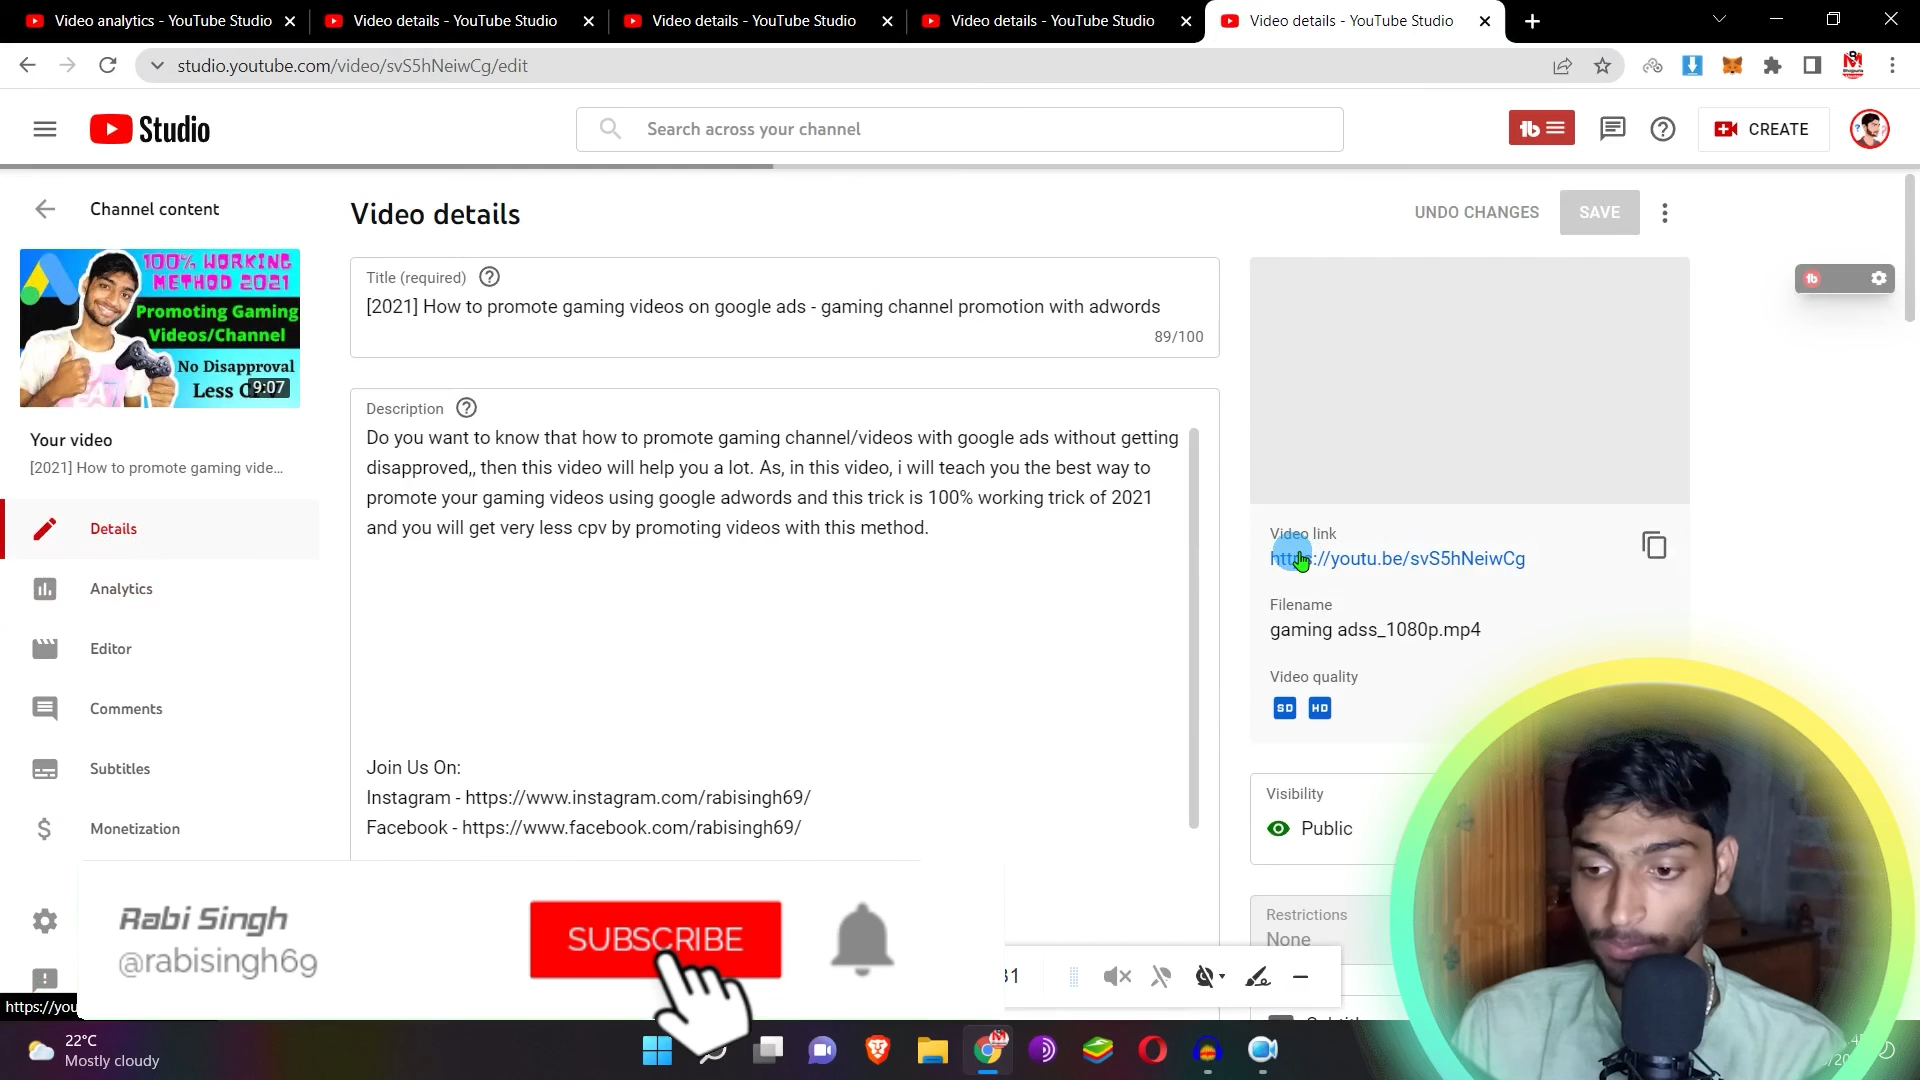 Video analytics - YouTube Studio
Video details - YouTube Studio
Video details - YouTube Studio
Video details - YouTube Studio
Video details - YouTube Studio
studio.youtube.com/video/svS5hNeiwCg/edit
Studio
Search across your channel
CREATE
Channel content
Video details
UNDO CHANGES
SAVE
100% WORKING
METHOD 2021
Promoting Gaming
Videos/Channel
No Disapproval
Less
9:07
Title (required)
[2021] How to promote gaming videos on google ads - gaming channel promotion with adwords
89/100
Your video
[2021] How to promote gaming vide...
Description
Do you want to know that how to promote gaming channel/videos with google ads without getting
disapproved,, then this video will help you a lot. As, in this video, i will teach you the best way to
promote your gaming videos using google adwords and this trick is 100% working trick of 2021
and you will get very less cpv by promoting videos with this method.
Join Us On:
Instagram - https://www.instagram.com/rabisingh69/
Facebook - https://www.facebook.com/rabisingh69/
Details
Analytics
Editor
Comments
Subtitles
Monetization
Video link
https://youtu.be/svS5hNeiwCg
Filename
gaming adss_1080p.mp4
Video quality
SD HD
Visibility
Public
Restrictions
None
Rabi Singh
@rabisingh69
SUBSCRIBE
https://you
22°C
Mostly cloudy